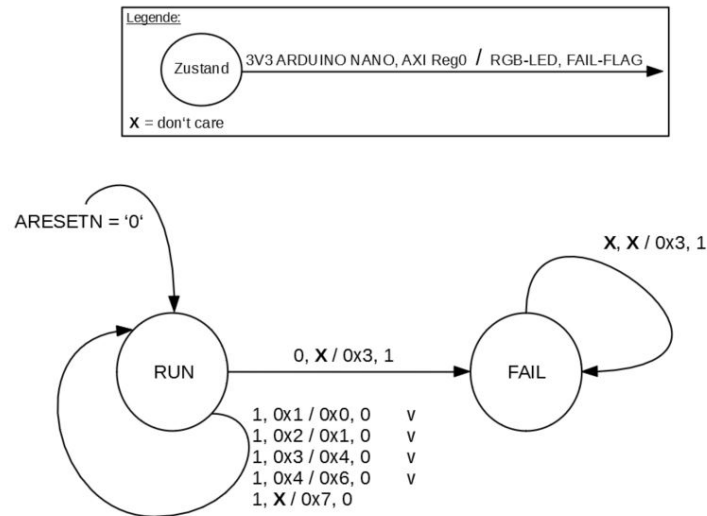 Legende:
Zustand
3V3 ARDUINO NANO, AXI Reg0 / RGB-LED, FAIL-FLAG
X = don't care
ARESETN = '0'
X, X / 0x3, 1
RUN
0, X / 0x3, 1
FAIL
1, 0x1 / 0x0, 0 v
1, 0x2 / 0x1, 0 v
1, 0x3 / 0x4, 0 v
1, 0x4 / 0x6, 0 v
1, X / 0x7, 0